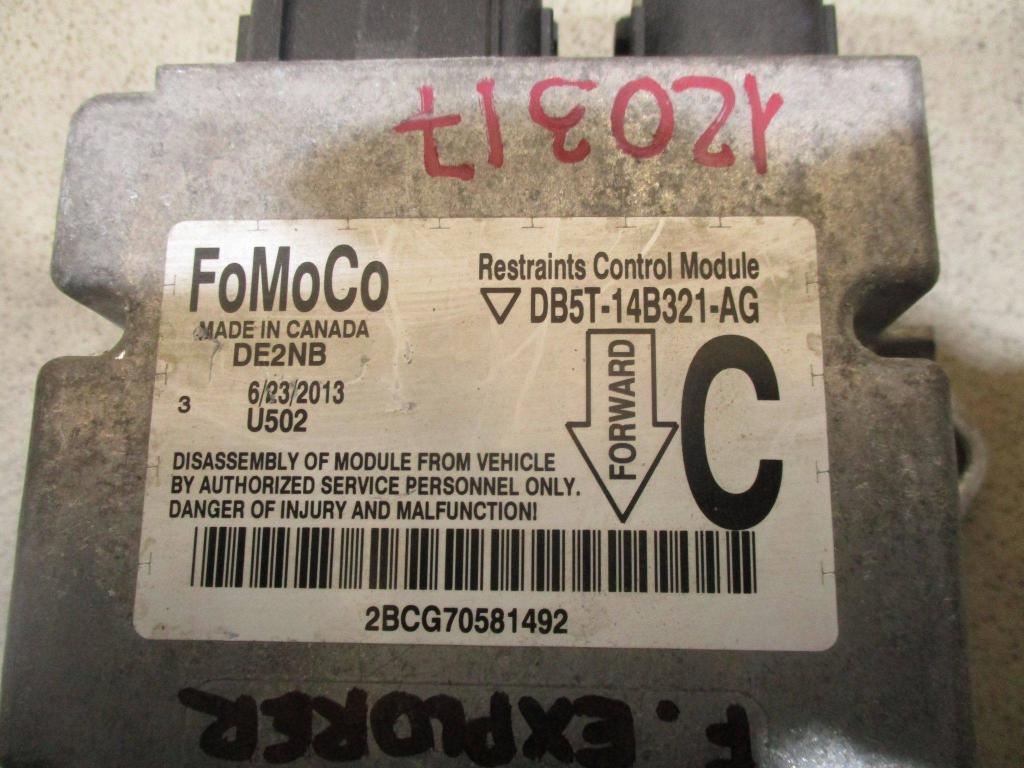 120317
FoMoCo
MADE IN CANADA
DE2NB
3 6/23/2013
U502
Restraints Control Module
DB5T-14B321-AG
FORWARD
C
DISASSEMBLY OF MODULE FROM VEHICLE
BY AUTHORIZED SERVICE PERSONNEL ONLY.
DANGER OF INJURY AND MALFUNCTION!
2BCG70581492
F. EXPLORER